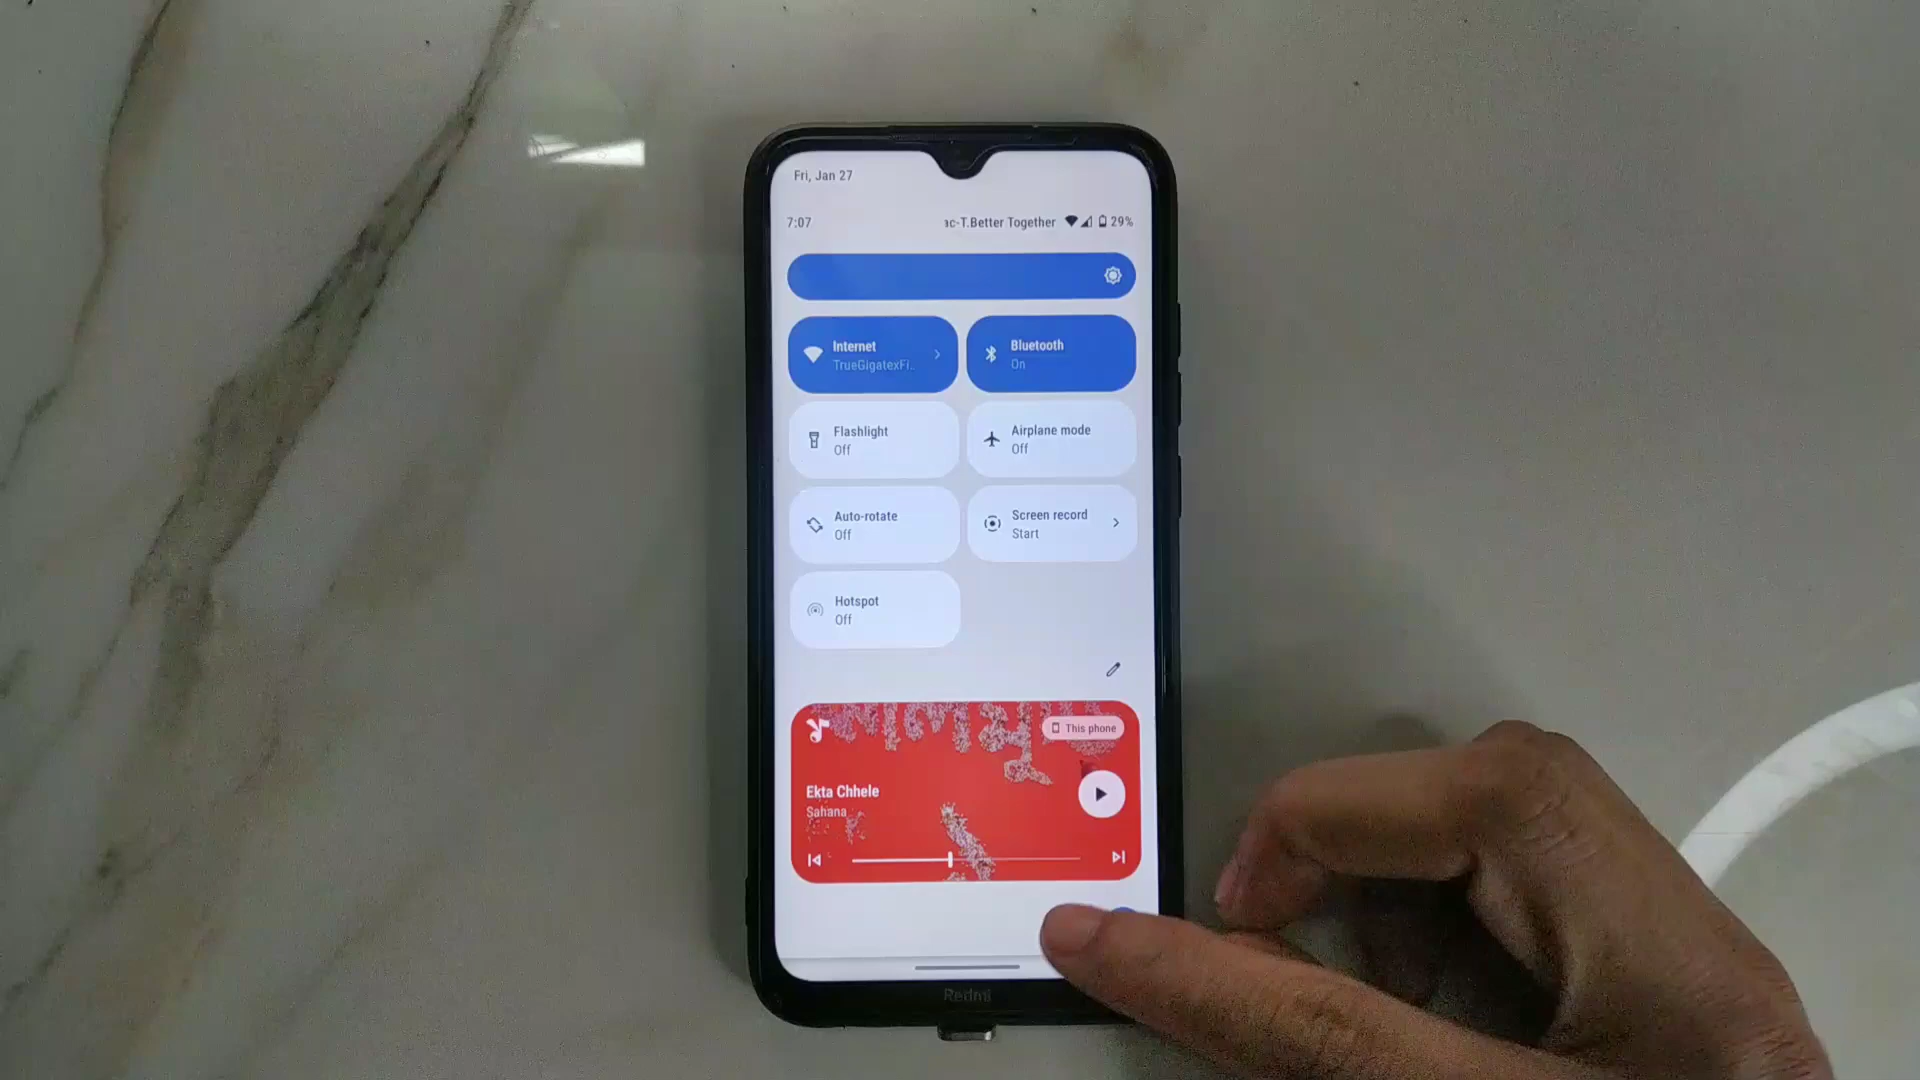 Fri, Jan 27
7:07
ac-T.Better Together
29%
Internet
TrueGigatexFi..
Bluetooth
On
Flashlight
Off
Airplane mode
Off
Auto-rotate
Off
Screen record
Start
Hotspot
Off
This phone
Ekta Chhele
Sahana
Redmi